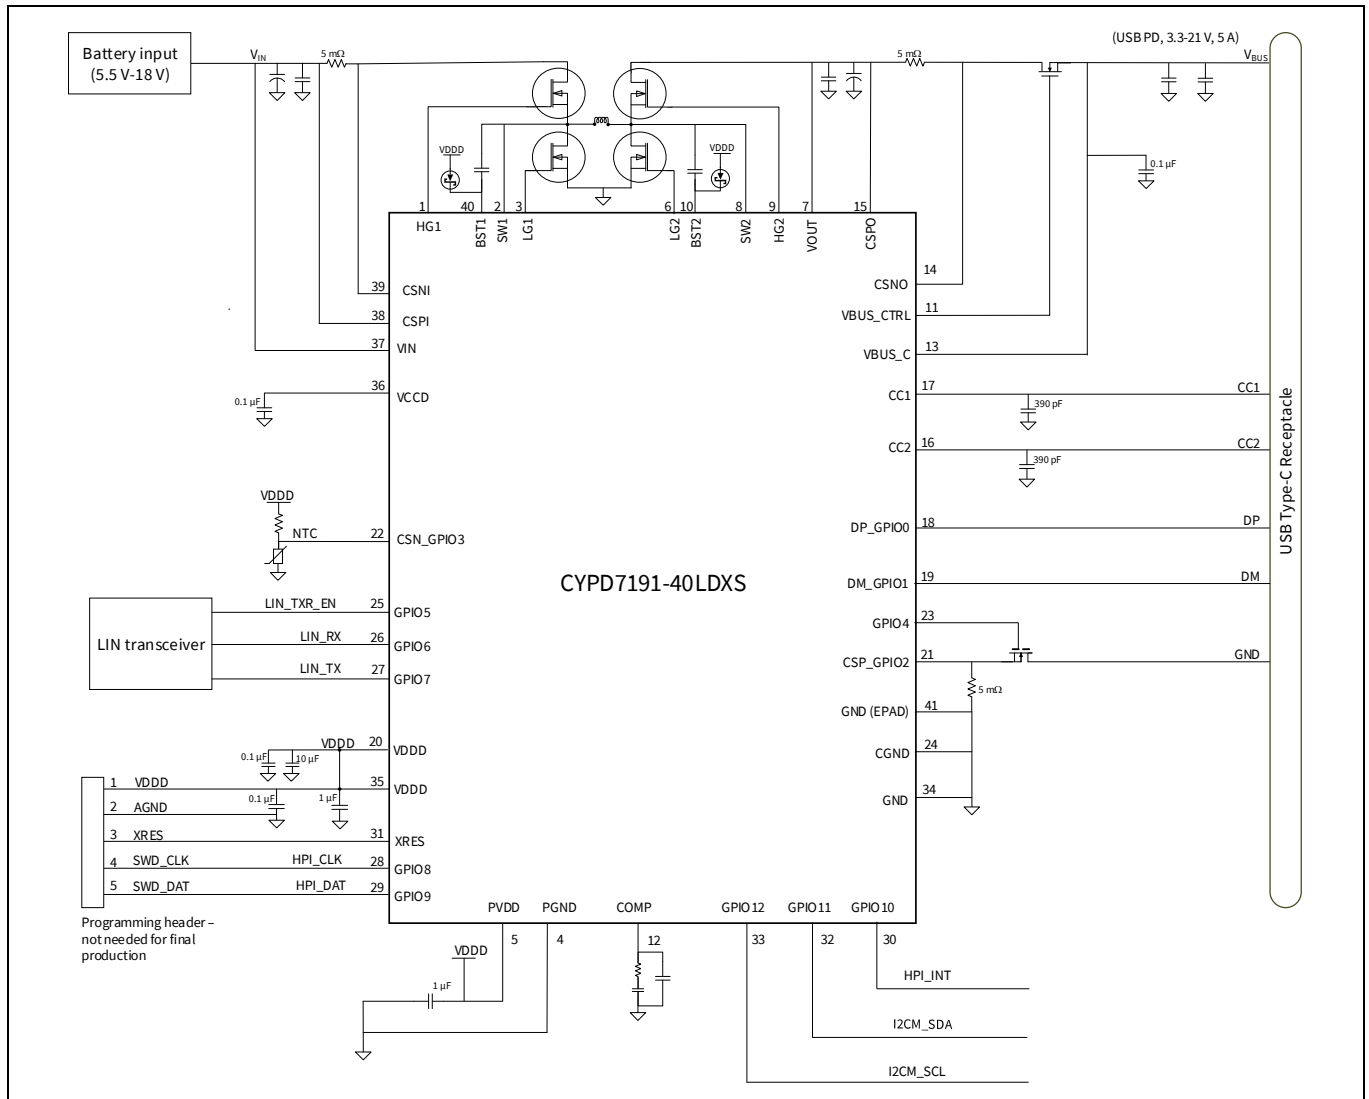 Battery input
(5.5 V-18 V)
VIN
5 mΩ
5 mΩ
(USB PD, 3.3-21 V, 5 A)
VBUS
VDDD
VDDD
0.1 µF
1
40
2
3
6
10
8
9
7
15
HG1
BST1
SW1
LG1
LG2
BST2
SW2
HG2
VOUT
CSPO
39
CSNI
38
CSPI
37
VIN
36
VCCD
0.1 µF
14
CSNO
11
VBUS_CTRL
13
VBUS_C
17
CC1
CC1
390 pF
16
CC2
CC2
390 pF
VDDD
NTC
22
CSN_GPIO3
DP_GPIO0
18
DP
CYPD7191-40LDXS
DM_GPIO1
19
DM
USB Type-C Receptacle
LIN transceiver
LIN_TXR_EN
25
GPIO5
LIN_RX
26
GPIO6
LIN_TX
27
GPIO7
GPIO4
23
CSP_GPIO2
21
GND
5 mΩ
GND (EPAD)
41
CGND
24
GND
34
VDDD
20
VDDD
0.1 µF
10 µF
1
VDDD
35
VDDD
0.1 µF
1 µF
2
AGND
3
XRES
31
XRES
4
SWD_CLK
HPI_CLK
28
GPIO8
5
SWD_DAT
HPI_DAT
29
GPIO9
Programming header –
not needed for final
production
PVDD
PGND
COMP
GPIO12
GPIO11
GPIO10
5
4
12
33
32
30
VDDD
1 µF
HPI_INT
I2CM_SDA
I2CM_SCL